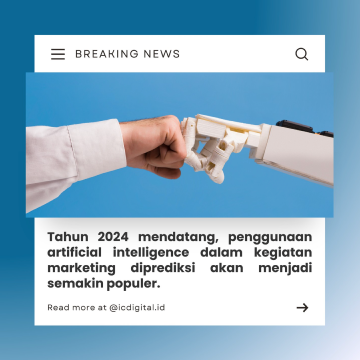 BREAKING NEWS
Tahun 2024 mendatang, penggunaan
artificial intelligence dalam kegiatan
marketing diprediksi akan menjadi
semakin populer.
Read more at @icdigital.id